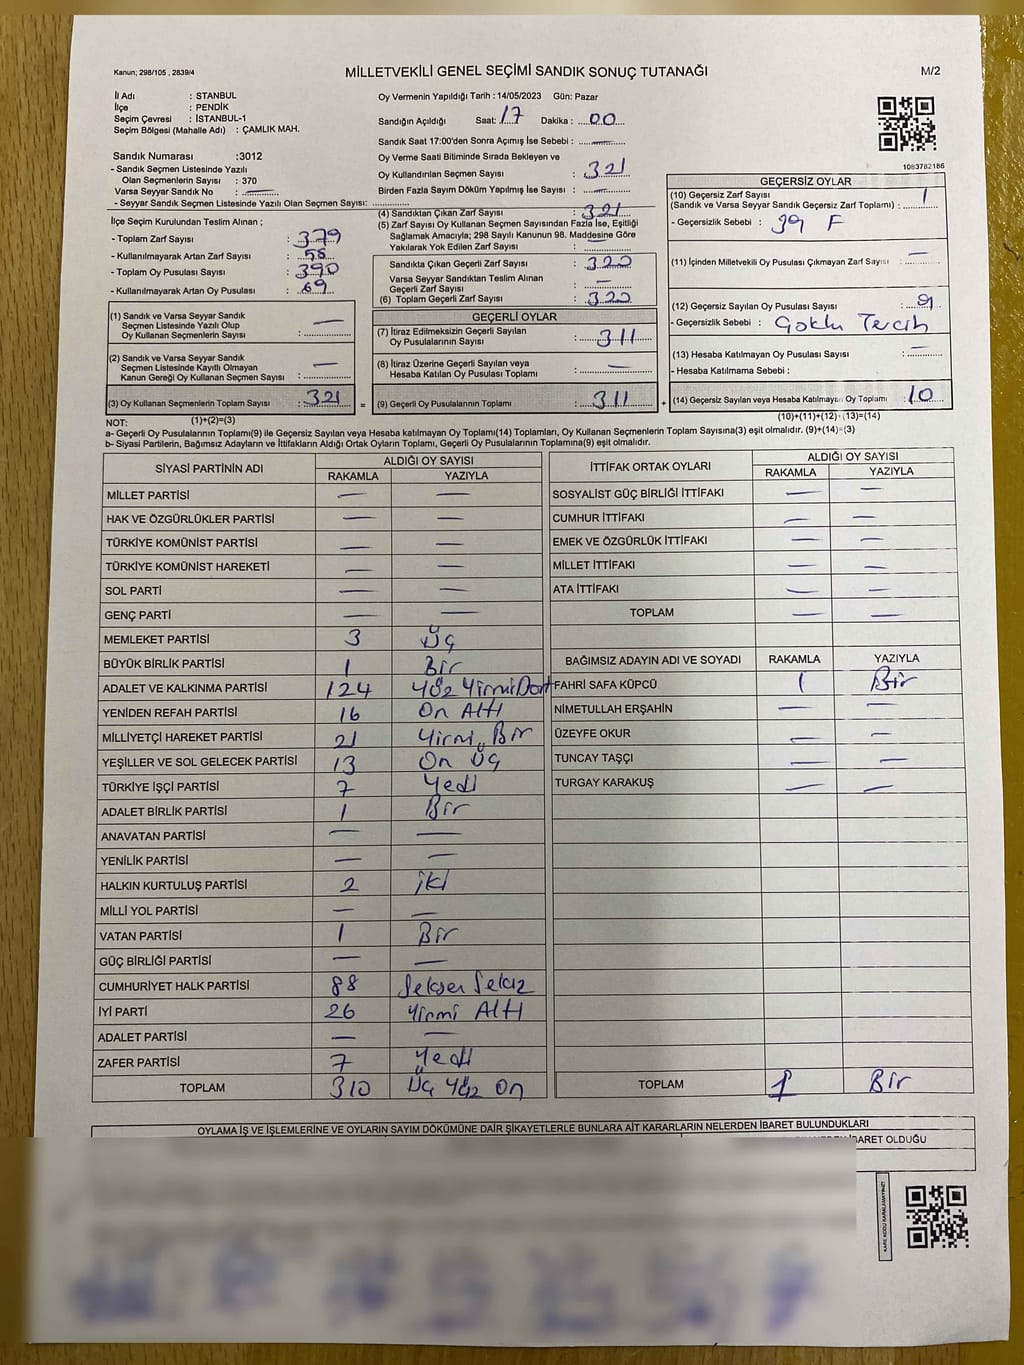 Kanun; 298/105 , 2839/4
MİLLETVEKİLİ GENEL SEÇİMİ SANDIK SONUÇ TUTANAĞI
M/2
İl Adı : STANBUL
İlçe : PENDİK
Seçim Çevresi : İSTANBUL-1
Seçim Bölgesi (Mahalle Adı) : ÇAMLIK MAH.
Sandık Numarası :3012
- Sandık Seçmen Listesinde Yazılı
Olan Seçmenlerin Sayısı : 370
Varsa Seyyar Sandık No : —
- Seyyar Sandık Seçmen Listesinde Yazılı Olan Seçmen Sayısı:
Oy Vermenin Yapıldığı Tarih : 14/05/2023 Gün: Pazar
Sandığın Açıldığı Saat: 17 Dakika : 00
Sandık Saat 17:00'den Sonra Açımış İse Sebebi : —
Oy Verme Saati Bitiminde Sırada Bekleyen ve
Oy Kullandırılan Seçmen Sayısı : 321
Birden Fazla Sayım Döküm Yapılmış İse Sayısı : —
1083782186
İlçe Seçim Kurulundan Teslim Alınan ;
- Toplam Zarf Sayısı : 379
- Kullanılmayarak Artan Zarf Sayısı : 58
- Toplam Oy Pusulası Sayısı : 390
- Kullanılmayarak Artan Oy Pusulası : 69
(1) Sandık ve Varsa Seyyar Sandık
Seçmen Listesinde Yazılı Olup
Oy Kullanan Seçmenlerin Sayısı : —
(2) Sandık ve Varsa Seyyar Sandık
Seçmen Listesinde Kayıtlı Olmayan
Kanun Gereği Oy Kullanan Seçmen Sayısı : —
(3) Oy Kullanan Seçmenlerin Toplam Sayısı : 321
(1)+(2)=(3)
(4) Sandıktan Çıkan Zarf Sayısı : 321
(5) Zarf Sayısı Oy Kullanan Seçmen Sayısından Fazla İse, Eşitliği
Sağlamak Amacıyla; 298 Sayılı Kanunun 98. Maddesine Göre
Yakılarak Yok Edilen Zarf Sayısı : —
Sandıkta Çıkan Geçerli Zarf Sayısı : 320
Varsa Seyyar Sandıktan Teslim Alınan
Geçerli Zarf Sayısı : —
(6) Toplam Geçerli Zarf Sayısı : 320
GEÇERLİ OYLAR
(7) İtiraz Edilmeksizin Geçerli Sayılan
Oy Pusulalarının Sayısı : 311
(8) İtiraz Üzerine Geçerli Sayılan veya
Hesaba Katılan Oy Pusulası Toplamı : —
= (9) Geçerli Oy Pusulalarının Toplamı : 311 +
GEÇERSİZ OYLAR
(10) Geçersiz Zarf Sayısı
(Sandık ve Varsa Seyyar Sandık Geçersiz Zarf Toplamı) : 1
- Geçersizlik Sebebi : 39 F
(11) İçinden Milletvekili Oy Pusulası Çıkmayan Zarf Sayısı : —
(12) Geçersiz Sayılan Oy Pusulası Sayısı : 9
- Geçersizlik Sebebi : Çoklu Tercih
(13) Hesaba Katılmayan Oy Pusulası Sayısı : —
- Hesaba Katılmama Sebebi :
(14) Geçersiz Sayılan veya Hesaba Katılmayan Oy Toplamı : 10
(10)+(11)+(12)+(13)=(14)
NOT:
a- Geçerli Oy Pusulalarının Toplamı(9) ile Geçersiz Sayılan veya Hesaba katılmayan Oy Toplamı(14) Toplamları, Oy Kullanan Seçmenlerin Toplam Sayısına(3) eşit olmalıdır. (9)+(14)=(3)
b- Siyasi Partilerin, Bağımsız Adayların ve İttifakların Aldığı Ortak Oyların Toplamı, Geçerli Oy Pusulalarının Toplamına(9) eşit olmalıdır.
SİYASİ PARTİNİN ADI ALDIĞI OY SAYISI
RAKAMLA YAZIYLA
MİLLET PARTİSİ — —
HAK VE ÖZGÜRLÜKLER PARTİSİ — —
TÜRKİYE KOMÜNİST PARTİSİ — —
TÜRKİYE KOMÜNİST HAREKETİ — —
SOL PARTİ — —
GENÇ PARTİ — —
MEMLEKET PARTİSİ 3 Üç
BÜYÜK BİRLİK PARTİSİ 1 Bir
ADALET VE KALKINMA PARTİSİ 124 Yüz Yirmi Dört
YENİDEN REFAH PARTİSİ 16 On Altı
MİLLİYETÇİ HAREKET PARTİSİ 21 Yirmi Bir
YEŞİLLER VE SOL GELECEK PARTİSİ 13 On Üç
TÜRKİYE İŞÇİ PARTİSİ 7 Yedi
ADALET BİRLİK PARTİSİ 1 Bir
ANAVATAN PARTİSİ — —
YENİLİK PARTİSİ — —
HALKIN KURTULUŞ PARTİSİ 2 iki
MİLLİ YOL PARTİSİ — —
VATAN PARTİSİ 1 Bir
GÜÇ BİRLİĞİ PARTİSİ — —
CUMHURİYET HALK PARTİSİ 88 Seksen Sekiz
İYİ PARTİ 26 Yirmi Altı
ADALET PARTİSİ — —
ZAFER PARTİSİ 7 Yedi
TOPLAM 310 Üç Yüz On
İTTİFAK ORTAK OYLARI ALDIĞI OY SAYISI
RAKAMLA YAZIYLA
SOSYALİST GÜÇ BİRLİĞİ İTTİFAKI — —
CUMHUR İTTİFAKI — —
EMEK VE ÖZGÜRLÜK İTTİFAKI — —
MİLLET İTTİFAKI — —
ATA İTTİFAKI — —
TOPLAM — —
BAĞIMSIZ ADAYIN ADI VE SOYADI RAKAMLA YAZIYLA
FAHRİ SAFA KÜPCÜ 1 Bir
NİMETULLAH ERŞAHİN — —
ÜZEYFE OKUR — —
TUNCAY TAŞÇI — —
TURGAY KARAKUŞ — —
TOPLAM 1 Bir
OYLAMA İŞ VE İŞLEMLERİNE VE OYLARIN SAYIM DÖKÜMÜNE DAİR ŞİKAYETLERLE BUNLARA AİT KARARLARIN NELERDEN İBARET BULUNDUKLARI
İBARET OLDUĞU
KARE KODU KARALAMAYINIZ!